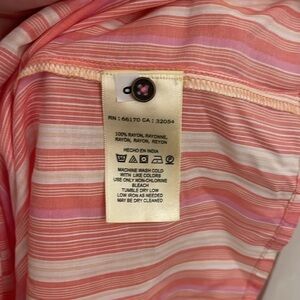 RN : 66170 CA : 32054
100% RAYON, RAYONNE,
RAYON, RAYON, REYON
HECHO EN INDIA
MACHINE WASH COLD
WITH LIKE COLORS
USE ONLY NON-CHLORINE
BLEACH
TUMBLE DRY LOW
LOW IRON AS NEEDED
MAY BE DRY CLEANED